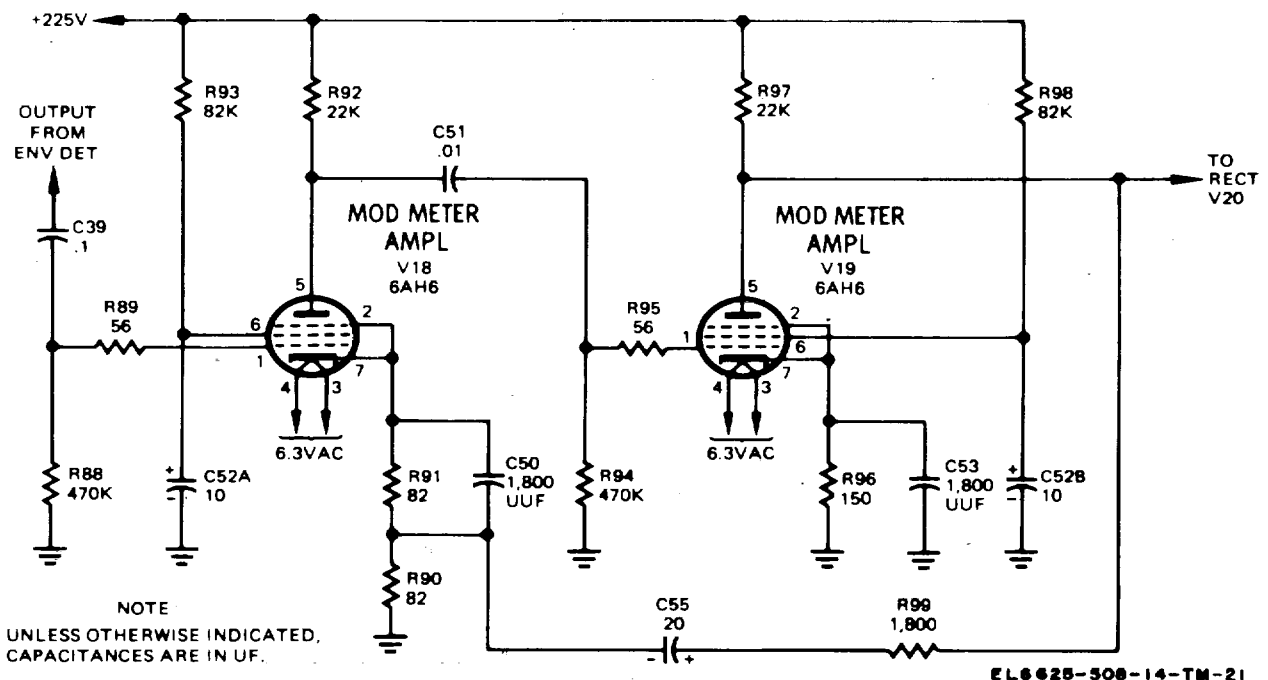 +225V
R93
82K
R92
22K
R97
22K
R98
82K
OUTPUT
FROM
ENV DET
C51
.01
TO
RECT
V20
C39
.1
MOD METER
AMPL
V18
6AH6
MOD METER
AMPL
V19
6AH6
R89
56
6
1
5
2
7
4
3
6.3VAC
R95
56
1
5
2
6
7
4
3
6.3VAC
R88
470K
+
-
C52A
10
R91
82
C50
1,800
UUF
R94
470K
R96
150
C53
1,800
UUF
+
-
C52B
10
R90
82
NOTE
UNLESS OTHERWISE INDICATED,
CAPACITANCES ARE IN UF.
C55
20
- +
R99
1,800
EL6625-508-14-TM-21